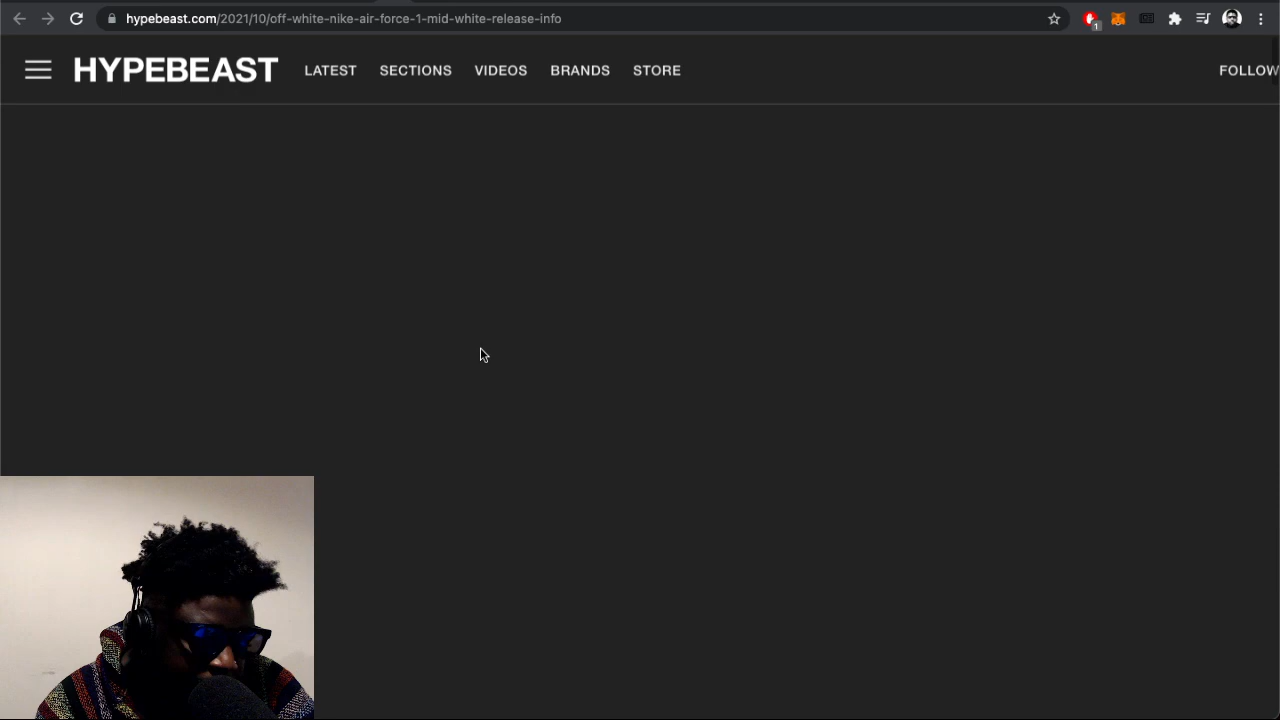 hypebeast.com/2021/10/off-white-nike-air-force-1-mid-white-release-info
1
HYPEBEAST LATEST SECTIONS VIDEOS BRANDS STORE FOLLOW